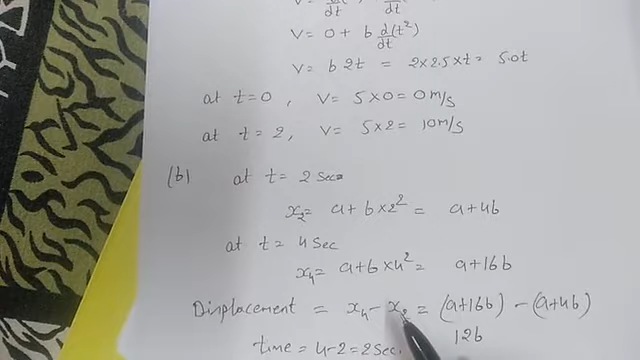 V = 0 + b d(t²)/dt
V = b 2t = 2×2.5×t = 5.0t
at t=0, V = 5×0 = 0 m/s
at t = 2, V = 5×2 = 10 m/s
(b) at t = 2 Sec
x₂ = a+b×2² = a+4b
at t = 4 Sec
x₄ = a+b×4² = a+16b
Displacement = x₄ - x₂ = (a+16b) - (a+4b)
12b
time = 4-2 = 2 Sec.